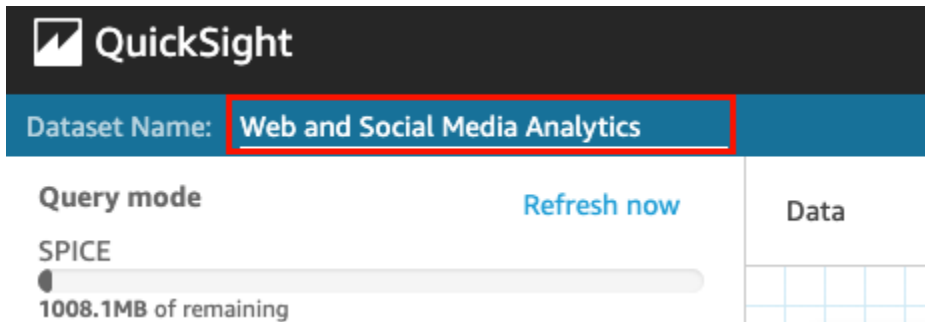 QuickSight
Dataset Name: Web and Social Media Analytics
Query mode
Refresh now
Data
SPICE
1008.1MB of remaining